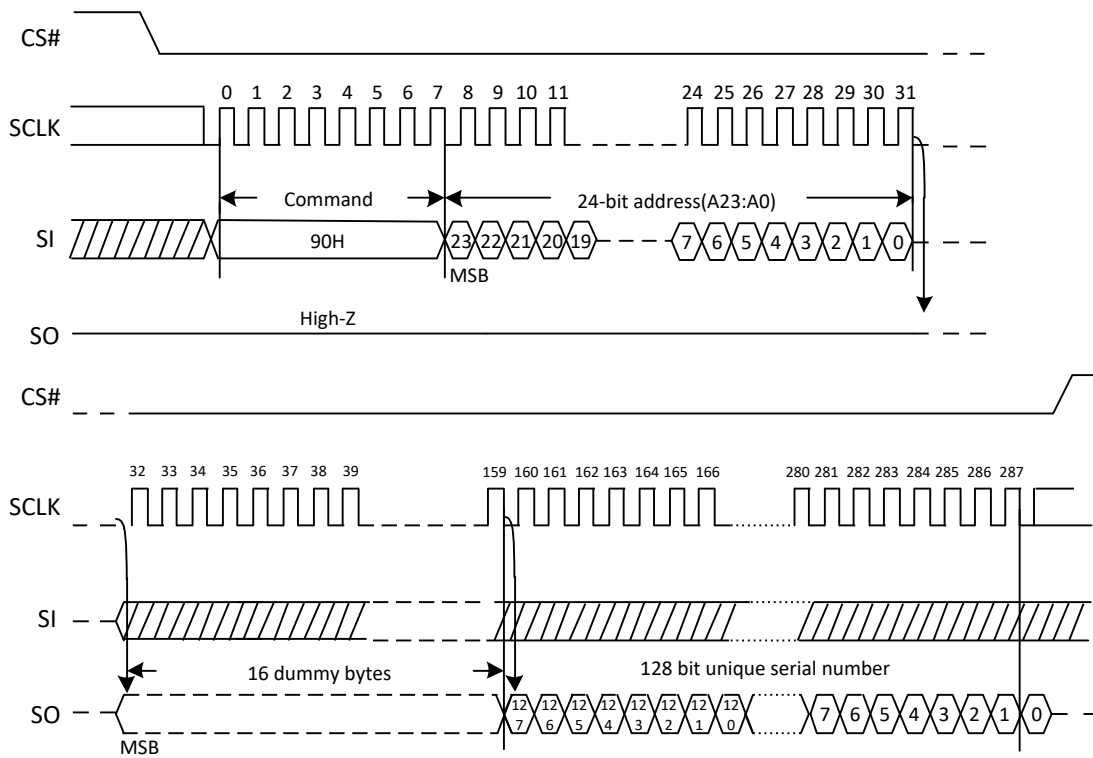 CS#
0 1 2 3 4 5 6 7 8 9 10 11 24 25 26 27 28 29 30 31
SCLK
Command 24-bit address(A23:A0)
SI 90H 23 22 21 20 19 7 6 5 4 3 2 1 0
MSB
High-Z
SO
CS#
32 33 34 35 36 37 38 39 159 160 161 162 163 164 165 166 280 281 282 283 284 285 286 287
SCLK
SI
16 dummy bytes 128 bit unique serial number
SO 127 126 125 124 123 122 121 120 7 6 5 4 3 2 1 0
MSB